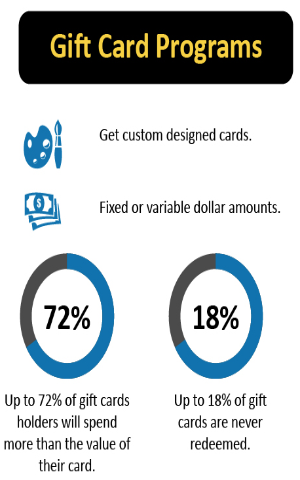 Gift Card Programs
Get custom designed cards.
$
Fixed or variable dollar amounts.
72%
Up to 72% of gift cards
holders will spend
more than the value of
their card.
18%
Up to 18% of gift
cards are never
redeemed.